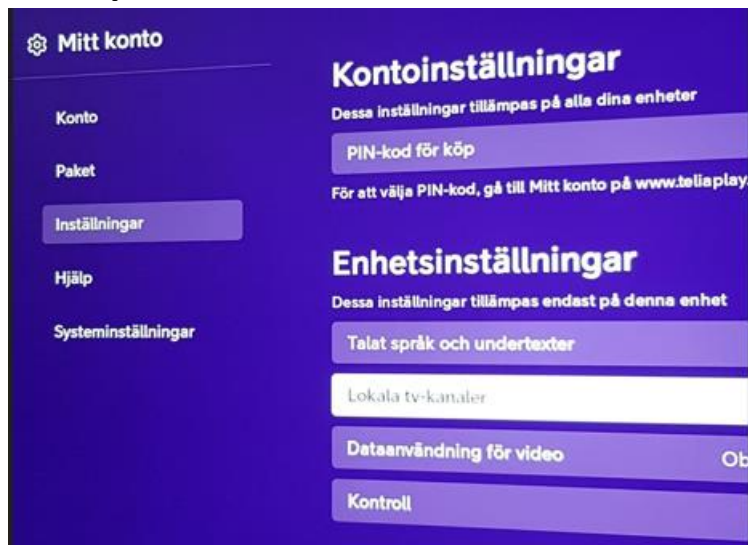 Mitt konto
Konto
Paket
Inställningar
Hjälp
Systeminställningar
Kontoinställningar
Dessa inställningar tillämpas på alla dina enheter
PIN-kod för köp
För att välja PIN-kod, gå till Mitt konto på www.teliaplay.
Enhetsinställningar
Dessa inställningar tillämpas endast på denna enhet
Talat språk och undertexter
Lokala tv-kanaler
Dataanvändning för video
Ob
Kontroll